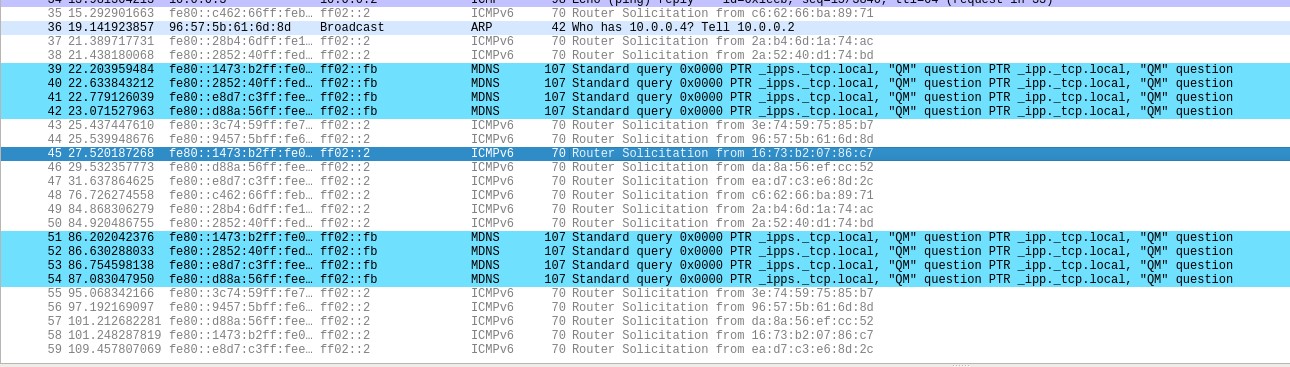 35 15.292901663 fe80::c462:66ff:feb… ff02::2 ICMPv6 70 Router Solicitation from c6:62:66:ba:89:71
36 19.141923857 96:57:5b:61:6d:8d Broadcast ARP 42 Who has 10.0.0.4? Tell 10.0.0.2
37 21.389717731 fe80::28b4:6dff:fe1… ff02::2 ICMPv6 70 Router Solicitation from 2a:b4:6d:1a:74:ac
38 21.438180068 fe80::2852:40ff:fed… ff02::2 ICMPv6 70 Router Solicitation from 2a:52:40:d1:74:bd
39 22.203959484 fe80::1473:b2ff:fe0… ff02::fb MDNS 107 Standard query 0x0000 PTR _ipps._tcp.local, "QM" question PTR _ipp._tcp.local, "QM" question
40 22.633843212 fe80::2852:40ff:fed… ff02::fb MDNS 107 Standard query 0x0000 PTR _ipps._tcp.local, "QM" question PTR _ipp._tcp.local, "QM" question
41 22.779126039 fe80::e8d7:c3ff:fee… ff02::fb MDNS 107 Standard query 0x0000 PTR _ipps._tcp.local, "QM" question PTR _ipp._tcp.local, "QM" question
42 23.071527963 fe80::d88a:56ff:fee… ff02::fb MDNS 107 Standard query 0x0000 PTR _ipps._tcp.local, "QM" question PTR _ipp._tcp.local, "QM" question
43 25.437447610 fe80::3c74:59ff:fe7… ff02::2 ICMPv6 70 Router Solicitation from 3e:74:59:75:85:b7
44 25.539948676 fe80::9457:5bff:fe6… ff02::2 ICMPv6 70 Router Solicitation from 96:57:5b:61:6d:8d
45 27.520187268 fe80::1473:b2ff:fe0… ff02::2 ICMPv6 70 Router Solicitation from 16:73:b2:07:86:c7
46 29.532357773 fe80::d88a:56ff:fee… ff02::2 ICMPv6 70 Router Solicitation from da:8a:56:ef:cc:52
47 31.637864625 fe80::e8d7:c3ff:fee… ff02::2 ICMPv6 70 Router Solicitation from ea:d7:c3:e6:8d:2c
48 76.726274558 fe80::c462:66ff:feb… ff02::2 ICMPv6 70 Router Solicitation from c6:62:66:ba:89:71
49 84.868306279 fe80::28b4:6dff:fe1… ff02::2 ICMPv6 70 Router Solicitation from 2a:b4:6d:1a:74:ac
50 84.920486755 fe80::2852:40ff:fed… ff02::2 ICMPv6 70 Router Solicitation from 2a:52:40:d1:74:bd
51 86.202042376 fe80::1473:b2ff:fe0… ff02::fb MDNS 107 Standard query 0x0000 PTR _ipps._tcp.local, "QM" question PTR _ipp._tcp.local, "QM" question
52 86.630288033 fe80::2852:40ff:fed… ff02::fb MDNS 107 Standard query 0x0000 PTR _ipps._tcp.local, "QM" question PTR _ipp._tcp.local, "QM" question
53 86.754598138 fe80::e8d7:c3ff:fee… ff02::fb MDNS 107 Standard query 0x0000 PTR _ipps._tcp.local, "QM" question PTR _ipp._tcp.local, "QM" question
54 87.083047950 fe80::d88a:56ff:fee… ff02::fb MDNS 107 Standard query 0x0000 PTR _ipps._tcp.local, "QM" question PTR _ipp._tcp.local, "QM" question
55 95.068342166 fe80::3c74:59ff:fe7… ff02::2 ICMPv6 70 Router Solicitation from 3e:74:59:75:85:b7
56 97.192169097 fe80::9457:5bff:fe6… ff02::2 ICMPv6 70 Router Solicitation from 96:57:5b:61:6d:8d
57 101.212682281 fe80::d88a:56ff:fee… ff02::2 ICMPv6 70 Router Solicitation from da:8a:56:ef:cc:52
58 101.248287819 fe80::1473:b2ff:fe0… ff02::2 ICMPv6 70 Router Solicitation from 16:73:b2:07:86:c7
59 109.457807069 fe80::e8d7:c3ff:fee… ff02::2 ICMPv6 70 Router Solicitation from ea:d7:c3:e6:8d:2c